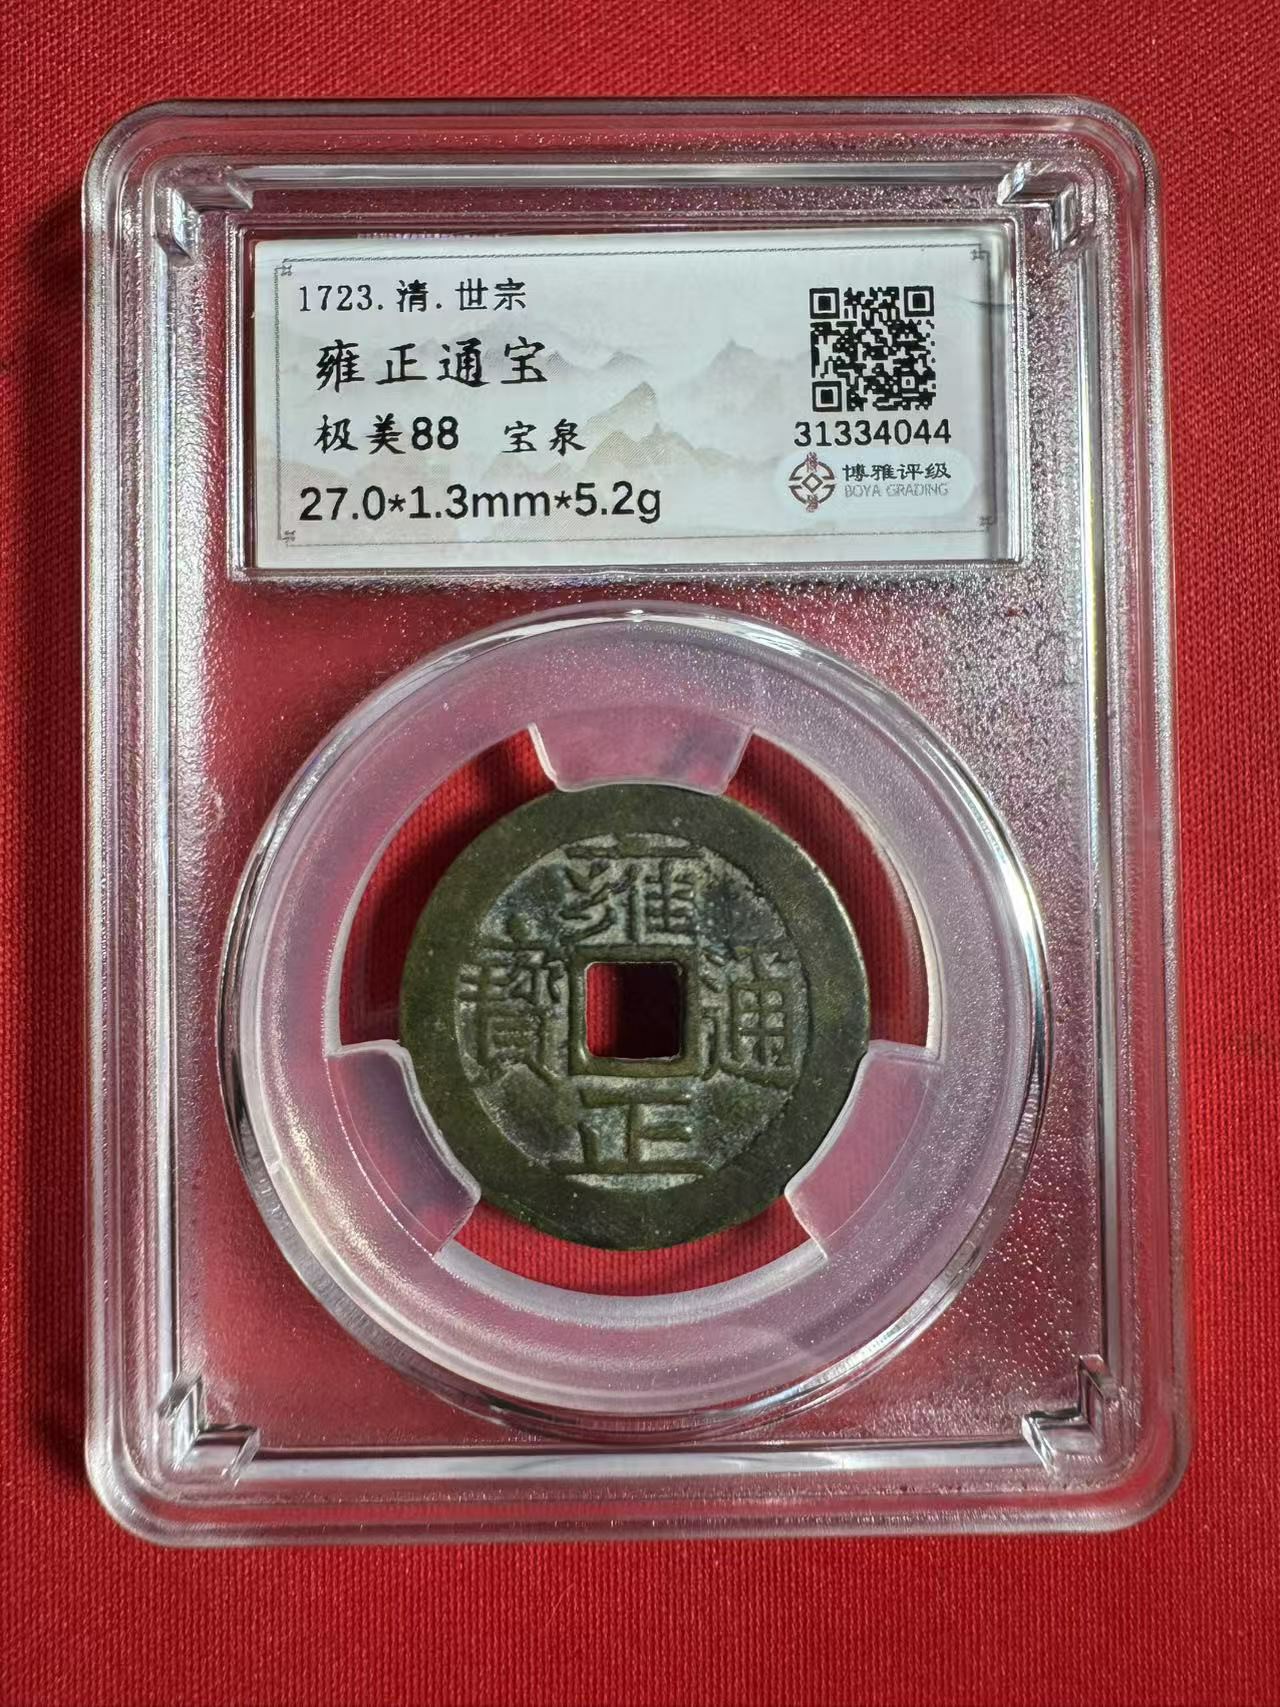 1723.清.世宗
雍正通宝
极美88 宝泉
27.0*1.3mm*5.2g
31334044
博雅评级
BOYA GRADING
雍
寳 通
正